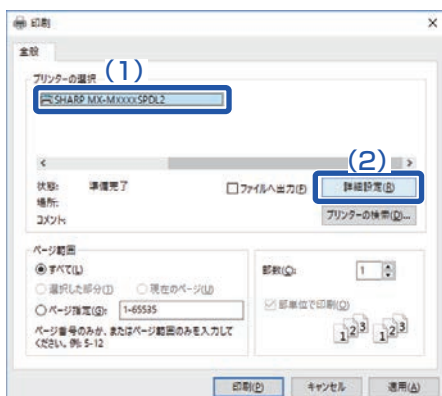 印刷
全般
プリンターの選択
(1)
SHARP MX-MxxxxSPDL2
(2)
状態: 準備完了
場所:
コメント:
ファイルへ出力(F)
詳細設定(R)
プリンターの検索(D)...
ページ範囲
すべて(L)
選択した部分(T)
現在のページ(U)
ページ指定(G): 1-65535
ページ番号のみか、またはページ範囲のみを入力して
ください。例: 5-12
部数(C): 1
部単位で印刷(O)
1 2 3 1 2 3
印刷(P)
キャンセル
適用(A)